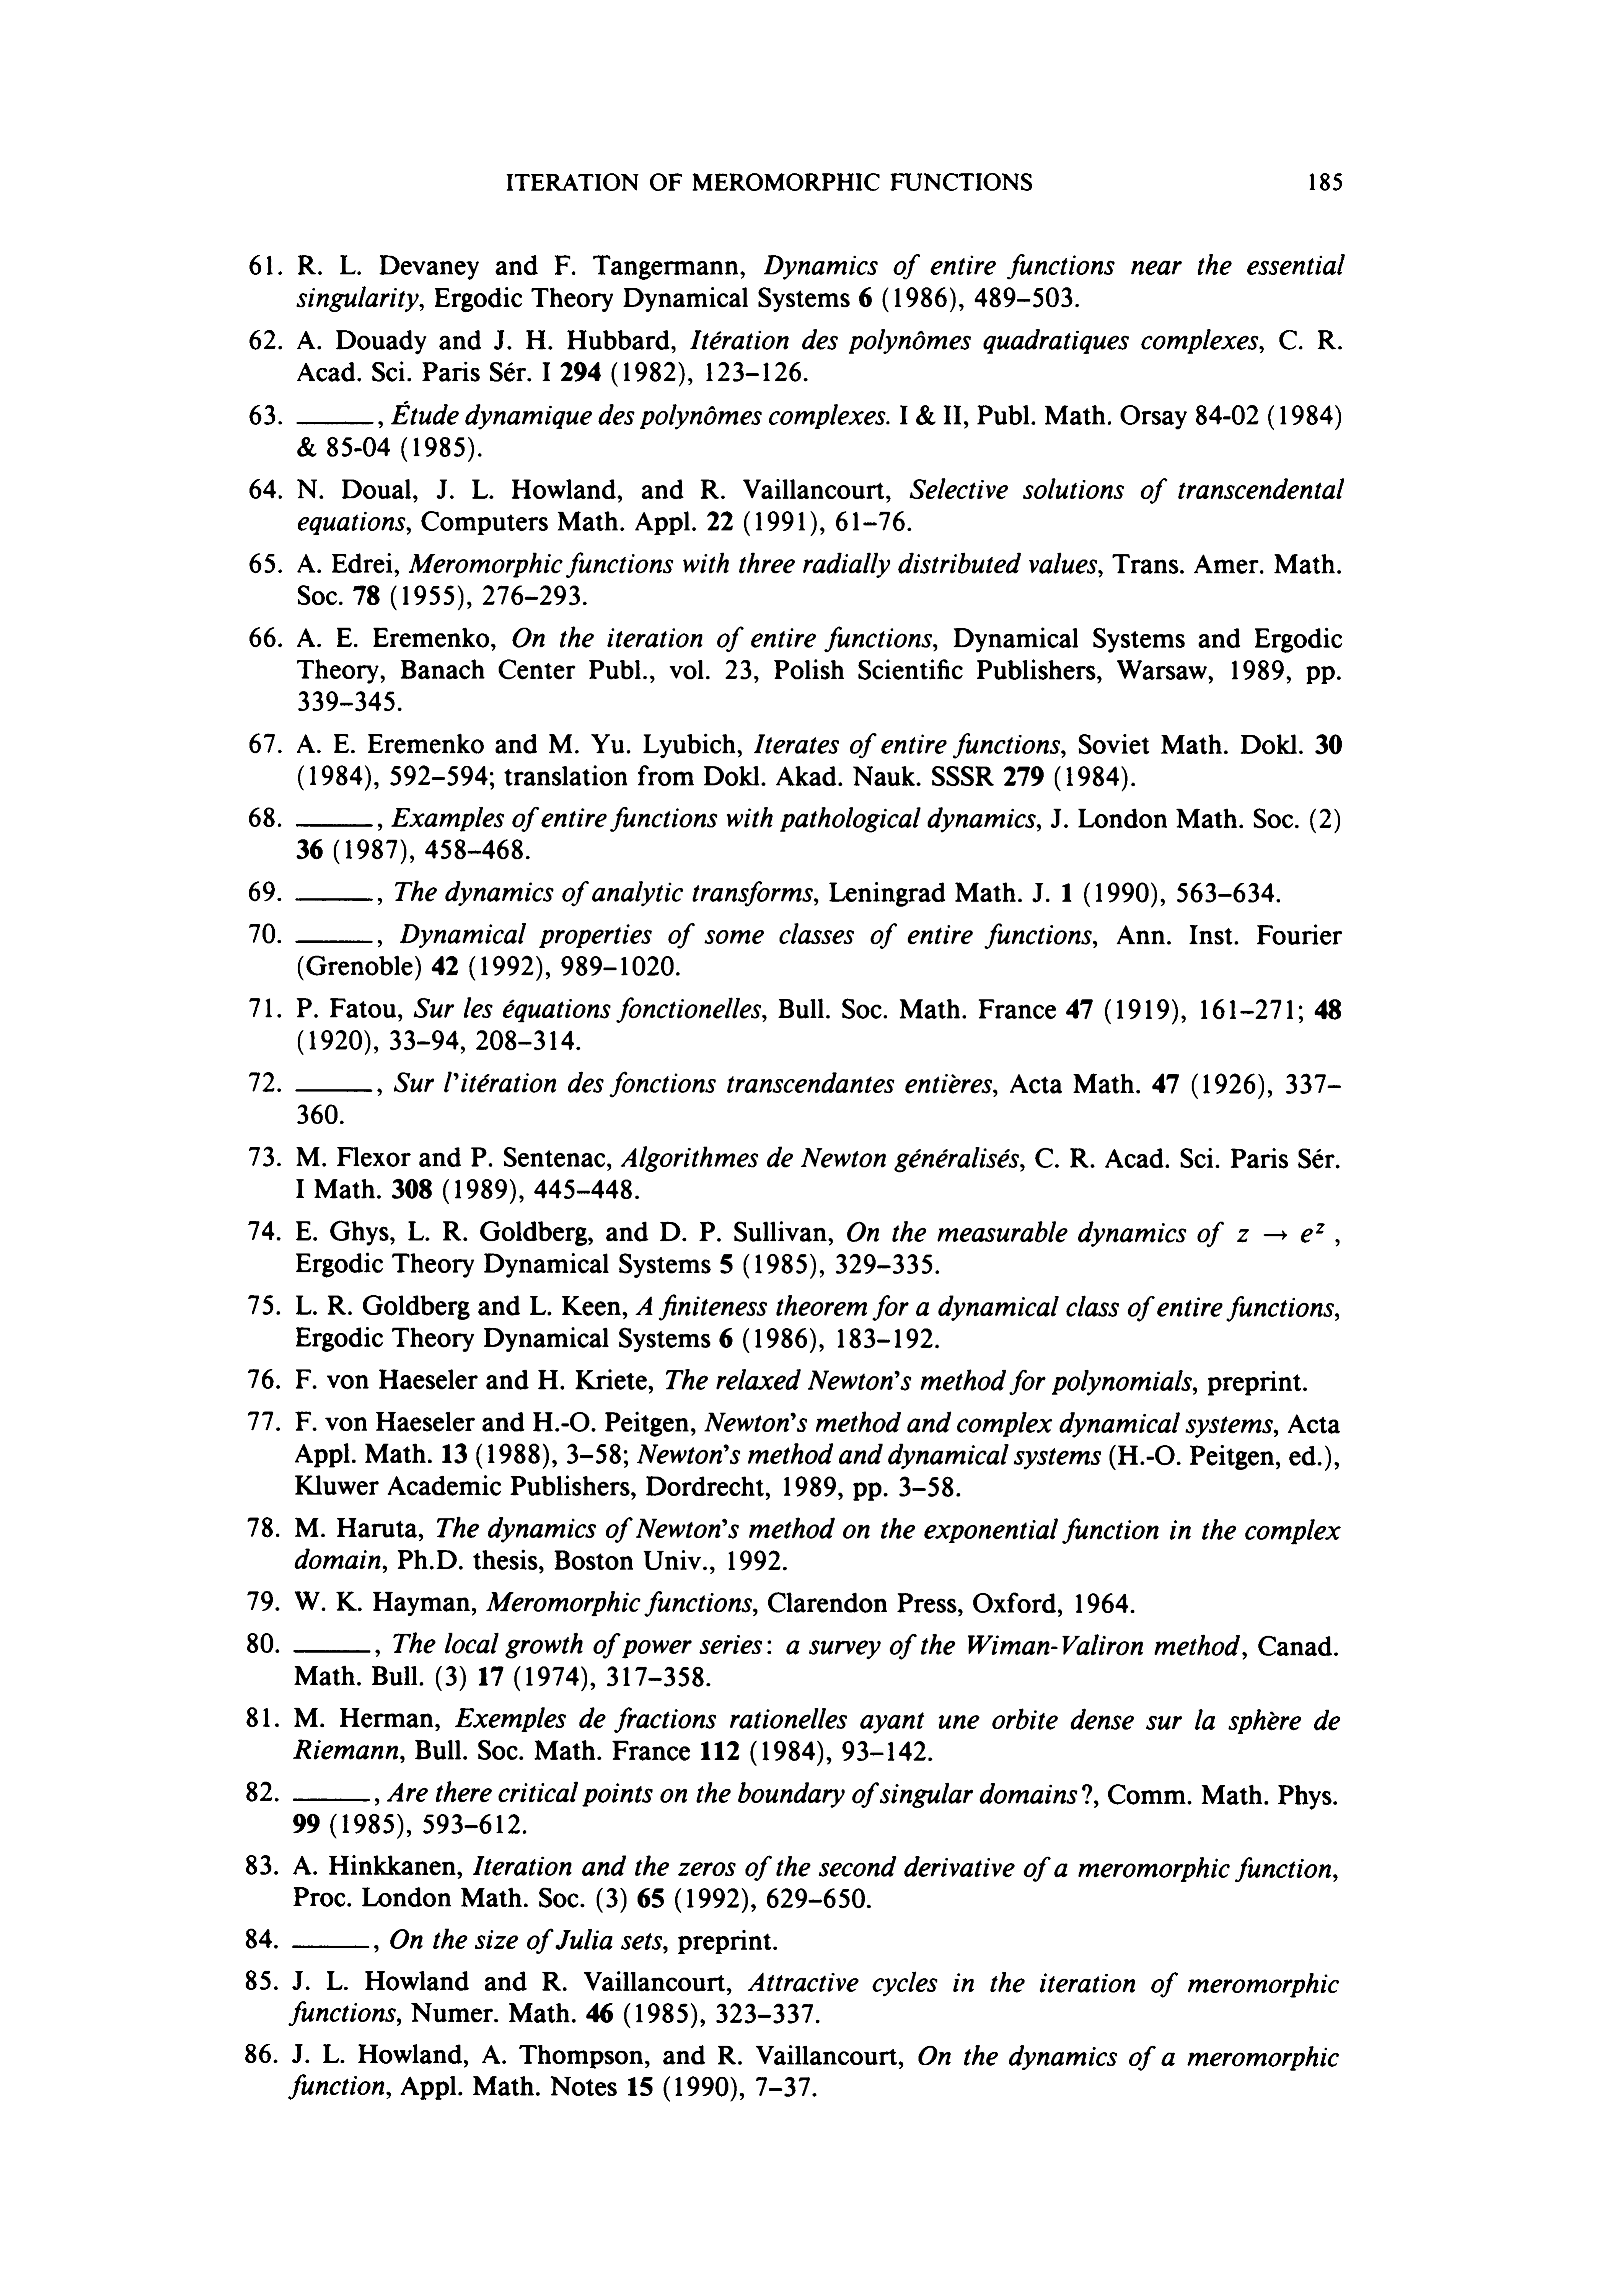 ITERATION OF MEROMORPHIC FUNCTIONS 185
61. R. L. Devaney and F. Tangermann, Dynamics of entire functions near the essential
singularity, Ergodic Theory Dynamical Systems 6 (1986), 489–503.
62. A. Douady and J. H. Hubbard, Itération des polynômes quadratiques complexes, C. R.
Acad. Sci. Paris Sér. I 294 (1982), 123–126.
63. _____, Étude dynamique des polynômes complexes. I & II, Publ. Math. Orsay 84-02 (1984)
& 85-04 (1985).
64. N. Doual, J. L. Howland, and R. Vaillancourt, Selective solutions of transcendental
equations, Computers Math. Appl. 22 (1991), 61–76.
65. A. Edrei, Meromorphic functions with three radially distributed values, Trans. Amer. Math.
Soc. 78 (1955), 276–293.
66. A. E. Eremenko, On the iteration of entire functions, Dynamical Systems and Ergodic
Theory, Banach Center Publ., vol. 23, Polish Scientific Publishers, Warsaw, 1989, pp.
339–345.
67. A. E. Eremenko and M. Yu. Lyubich, Iterates of entire functions, Soviet Math. Dokl. 30
(1984), 592–594; translation from Dokl. Akad. Nauk. SSSR 279 (1984).
68. _____, Examples of entire functions with pathological dynamics, J. London Math. Soc. (2)
36 (1987), 458–468.
69. _____, The dynamics of analytic transforms, Leningrad Math. J. 1 (1990), 563–634.
70. _____, Dynamical properties of some classes of entire functions, Ann. Inst. Fourier
(Grenoble) 42 (1992), 989–1020.
71. P. Fatou, Sur les équations fonctionelles, Bull. Soc. Math. France 47 (1919), 161–271; 48
(1920), 33–94, 208–314.
72. _____, Sur l'itération des fonctions transcendantes entières, Acta Math. 47 (1926), 337–
360.
73. M. Flexor and P. Sentenac, Algorithmes de Newton généralisés, C. R. Acad. Sci. Paris Sér.
I Math. 308 (1989), 445–448.
74. E. Ghys, L. R. Goldberg, and D. P. Sullivan, On the measurable dynamics of z → e^z,
Ergodic Theory Dynamical Systems 5 (1985), 329–335.
75. L. R. Goldberg and L. Keen, A finiteness theorem for a dynamical class of entire functions,
Ergodic Theory Dynamical Systems 6 (1986), 183–192.
76. F. von Haeseler and H. Kriete, The relaxed Newton's method for polynomials, preprint.
77. F. von Haeseler and H.-O. Peitgen, Newton's method and complex dynamical systems, Acta
Appl. Math. 13 (1988), 3–58; Newton's method and dynamical systems (H.-O. Peitgen, ed.),
Kluwer Academic Publishers, Dordrecht, 1989, pp. 3–58.
78. M. Haruta, The dynamics of Newton's method on the exponential function in the complex
domain, Ph.D. thesis, Boston Univ., 1992.
79. W. K. Hayman, Meromorphic functions, Clarendon Press, Oxford, 1964.
80. _____, The local growth of power series: a survey of the Wiman-Valiron method, Canad.
Math. Bull. (3) 17 (1974), 317–358.
81. M. Herman, Exemples de fractions rationelles ayant une orbite dense sur la sphère de
Riemann, Bull. Soc. Math. France 112 (1984), 93–142.
82. _____, Are there critical points on the boundary of singular domains?, Comm. Math. Phys.
99 (1985), 593–612.
83. A. Hinkkanen, Iteration and the zeros of the second derivative of a meromorphic function,
Proc. London Math. Soc. (3) 65 (1992), 629–650.
84. _____, On the size of Julia sets, preprint.
85. J. L. Howland and R. Vaillancourt, Attractive cycles in the iteration of meromorphic
functions, Numer. Math. 46 (1985), 323–337.
86. J. L. Howland, A. Thompson, and R. Vaillancourt, On the dynamics of a meromorphic
function, Appl. Math. Notes 15 (1990), 7–37.